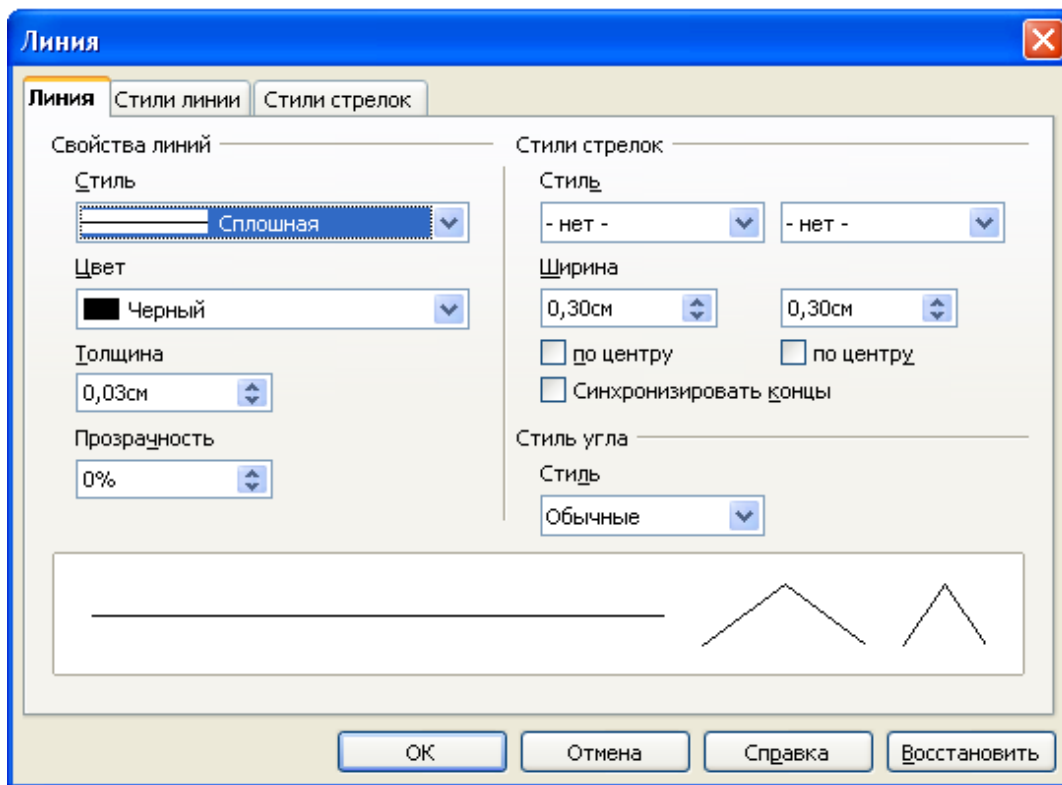 Линия
Линия Стили линии Стили стрелок
Свойства линий
Стиль
Сплошная
Цвет
Черный
Толщина
0,03см
Прозрачность
0%
Стили стрелок
Стиль
- нет - - нет -
Ширина
0,30см 0,30см
по центру по центру
Синхронизировать концы
Стиль угла
Стиль
Обычные
ОК Отмена Справка Восстановить